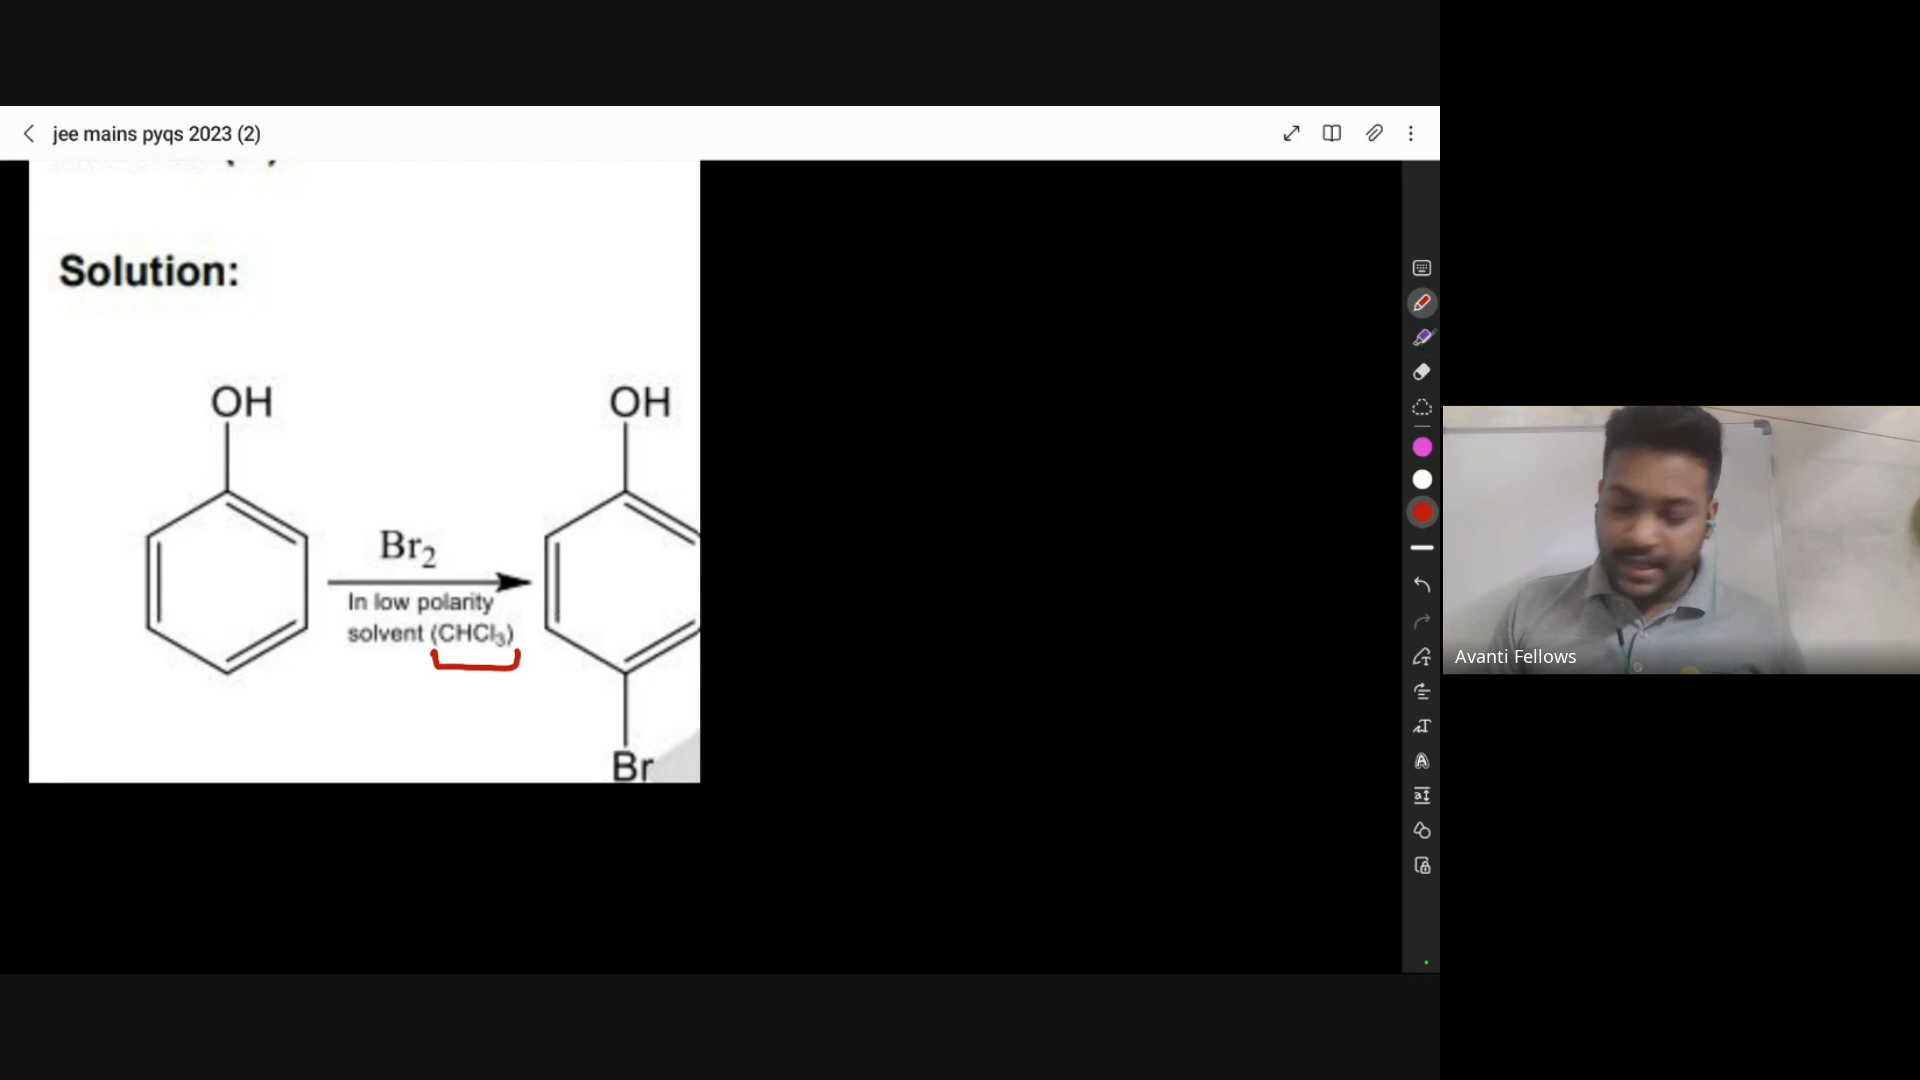 jee mains pyqs 2023 (2)
Solution:
OH
OH
Br₂
In low polarity
solvent (CHCl₃)
Br
Avanti Fellows